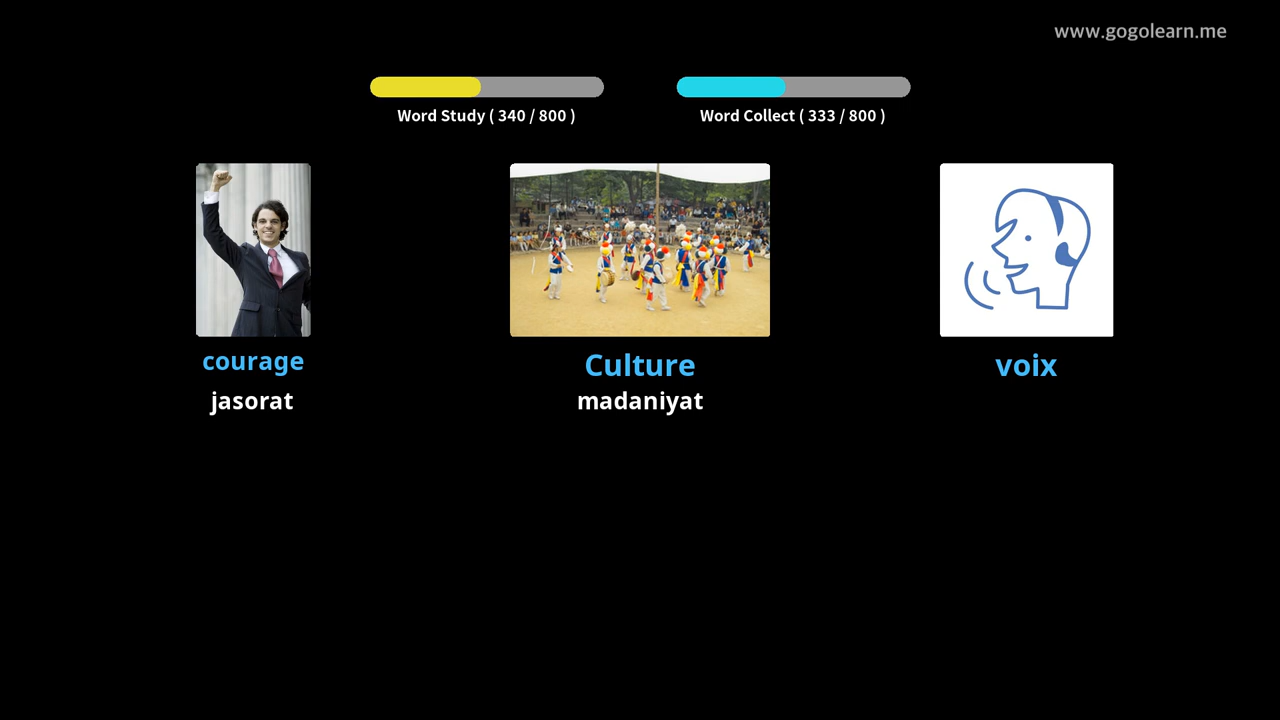 www.gogolearn.me
Word Study ( 340 / 800 )
Word Collect ( 333 / 800 )
courage
jasorat
Culture
madaniyat
voix